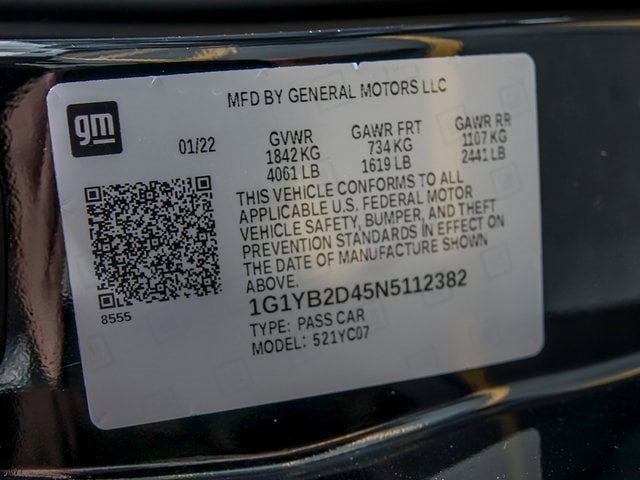 MFD BY GENERAL MOTORS LLC
gm
01/22
GVWR GAWR FRT GAWR RR
1842 KG 734 KG 1107 KG
4061 LB 1619 LB 2441 LB
THIS VEHICLE CONFORMS TO ALL
APPLICABLE U.S. FEDERAL MOTOR
VEHICLE SAFETY, BUMPER, AND THEFT
PREVENTION STANDARDS IN EFFECT ON
THE DATE OF MANUFACTURE SHOWN
ABOVE.
1G1YB2D45N5112382
8555
TYPE: PASS CAR
MODEL: 521YC07